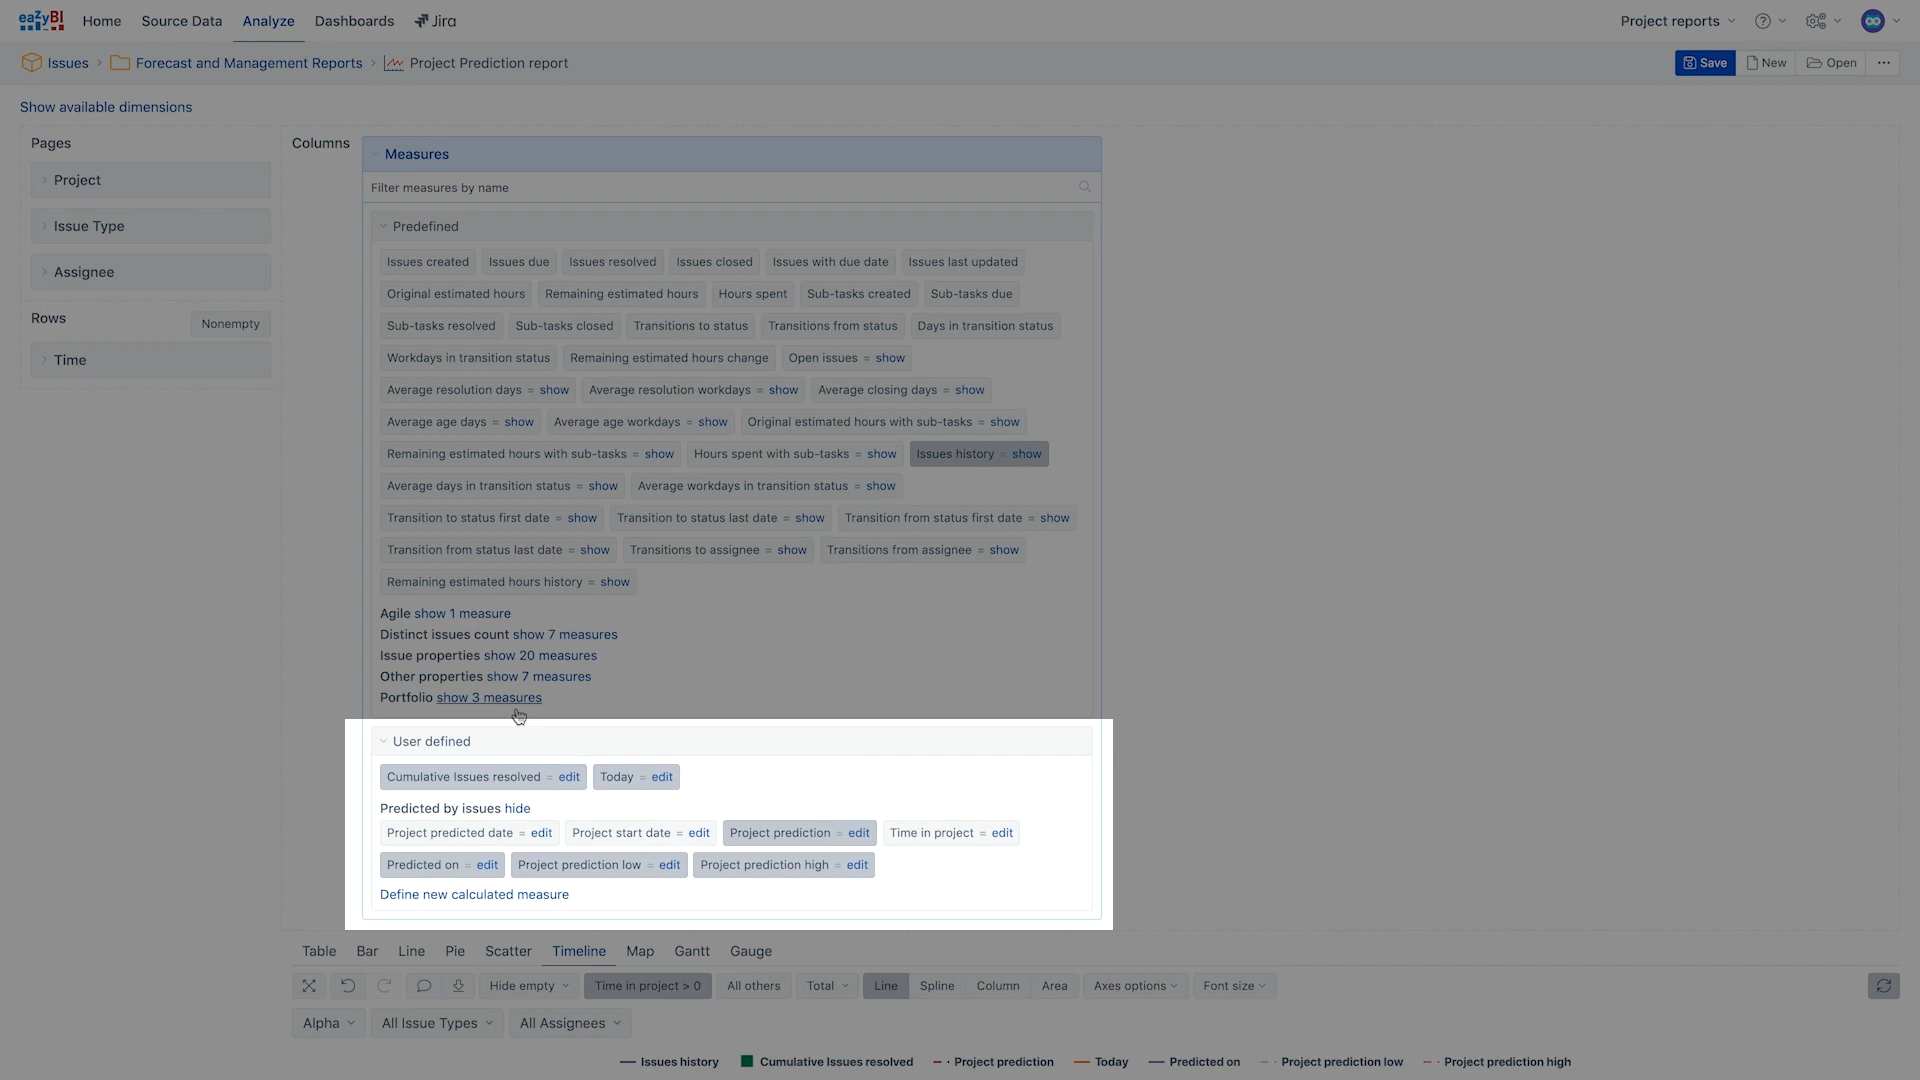 eazyBI Home Source Data Analyze Dashboards Jira Project reports
Issues Forecast and Management Reports Project Prediction report Save New Open
Show available dimensions
Pages
Project
Issue Type
Assignee
Rows Nonempty
Time
Columns Measures
Filter measures by name
Predefined
Issues created Issues due Issues resolved Issues closed Issues with due date Issues last updated
Original estimated hours Remaining estimated hours Hours spent Sub-tasks created Sub-tasks due
Sub-tasks resolved Sub-tasks closed Transitions to status Transitions from status Days in transition status
Workdays in transition status Remaining estimated hours change Open issues = show
Average resolution days = show Average resolution workdays = show Average closing days = show
Average age days = show Average age workdays = show Original estimated hours with sub-tasks = show
Remaining estimated hours with sub-tasks = show Hours spent with sub-tasks = show Issues history = show
Average days in transition status = show Average workdays in transition status = show
Transition to status first date = show Transition to status last date = show Transition from status first date = show
Transition from status last date = show Transitions to assignee = show Transitions from assignee = show
Remaining estimated hours history = show
Agile show 1 measure
Distinct issues count show 7 measures
Issue properties show 20 measures
Other properties show 7 measures
Portfolio show 3 measures
User defined
Cumulative Issues resolved = edit Today = edit
Predicted by issues hide
Project predicted date = edit Project start date = edit Project prediction = edit Time in project = edit
Predicted on = edit Project prediction low = edit Project prediction high = edit
Define new calculated measure
Table Bar Line Pie Scatter Timeline Map Gantt Gauge
Hide empty Time in project > 0 All others Total Line Spline Column Area Axes options Font size
Alpha All Issue Types All Assignees
Issues history Cumulative Issues resolved Project prediction Today Predicted on Project prediction low Project prediction high